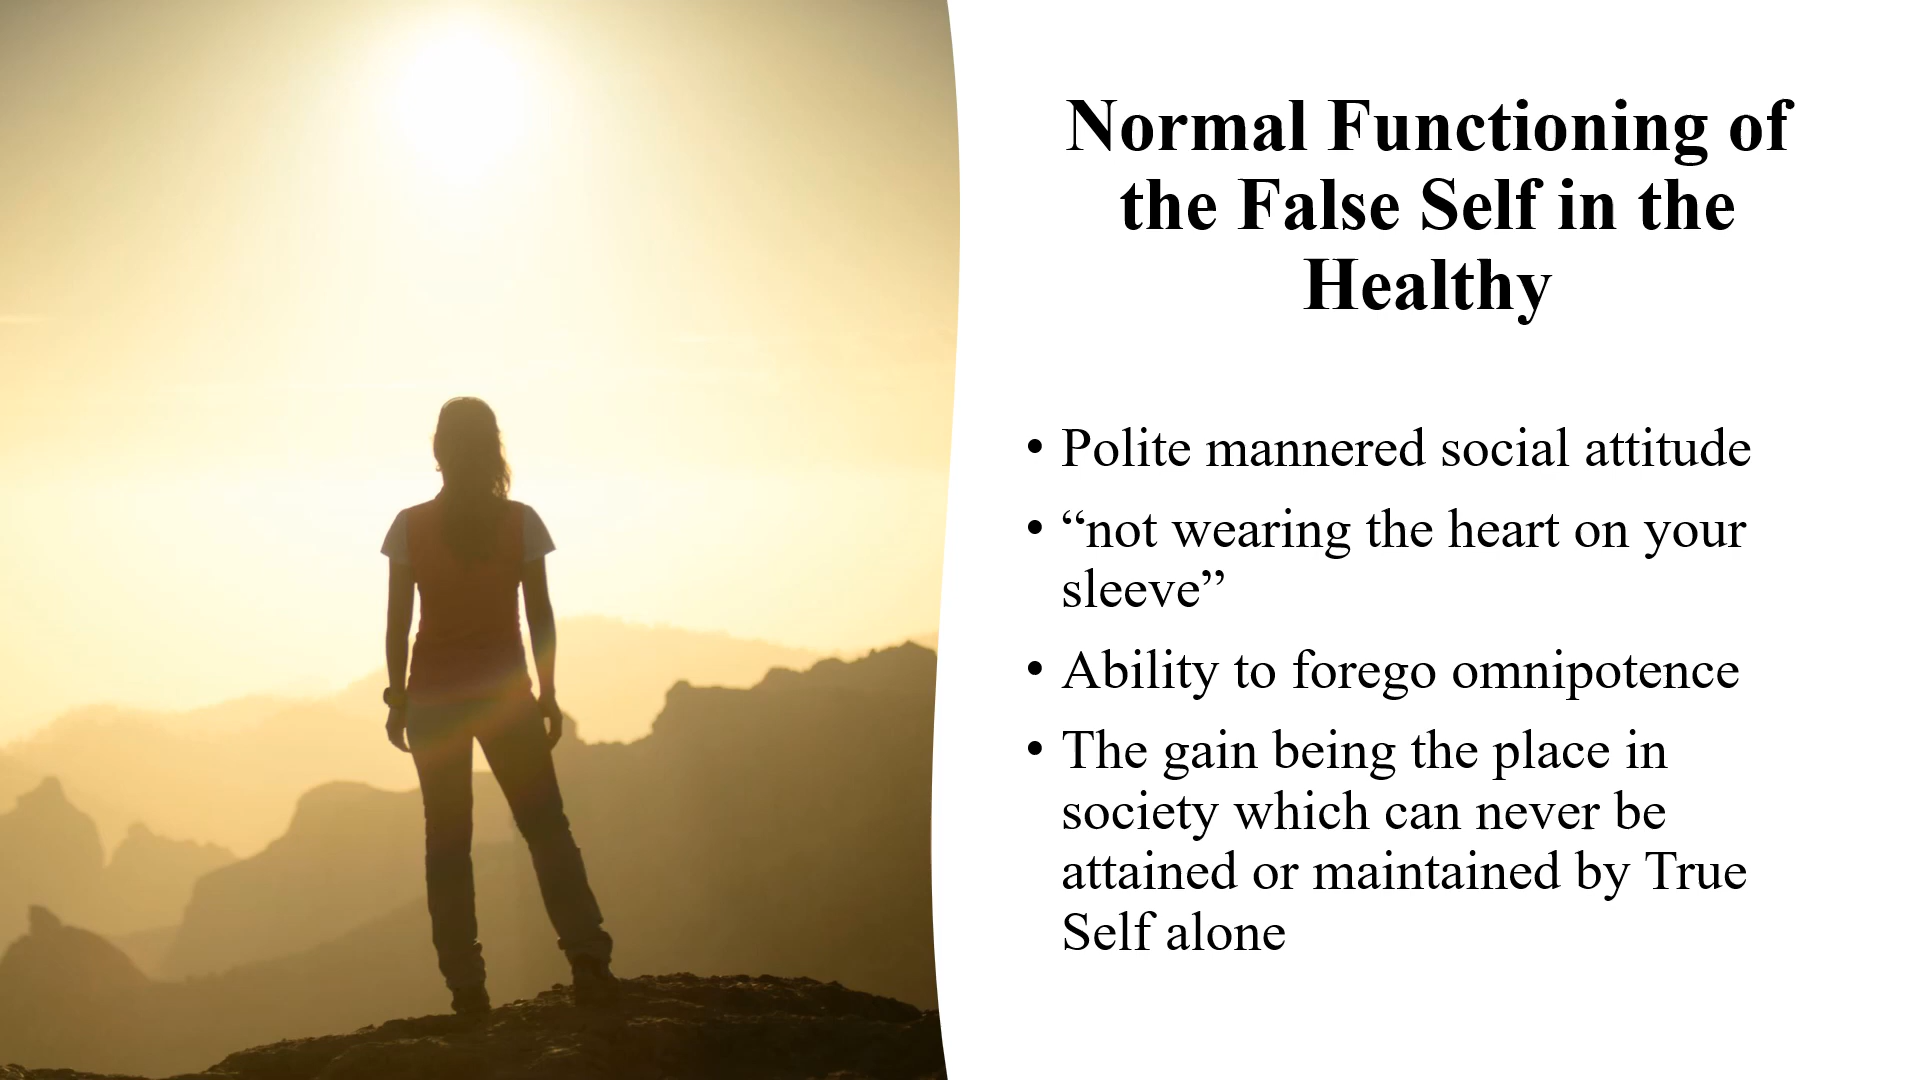 Normal Functioning of
the False Self in the
Healthy
• Polite mannered social attitude
• “not wearing the heart on your
sleeve”
• Ability to forego omnipotence
• The gain being the place in
society which can never be
attained or maintained by True
Self alone